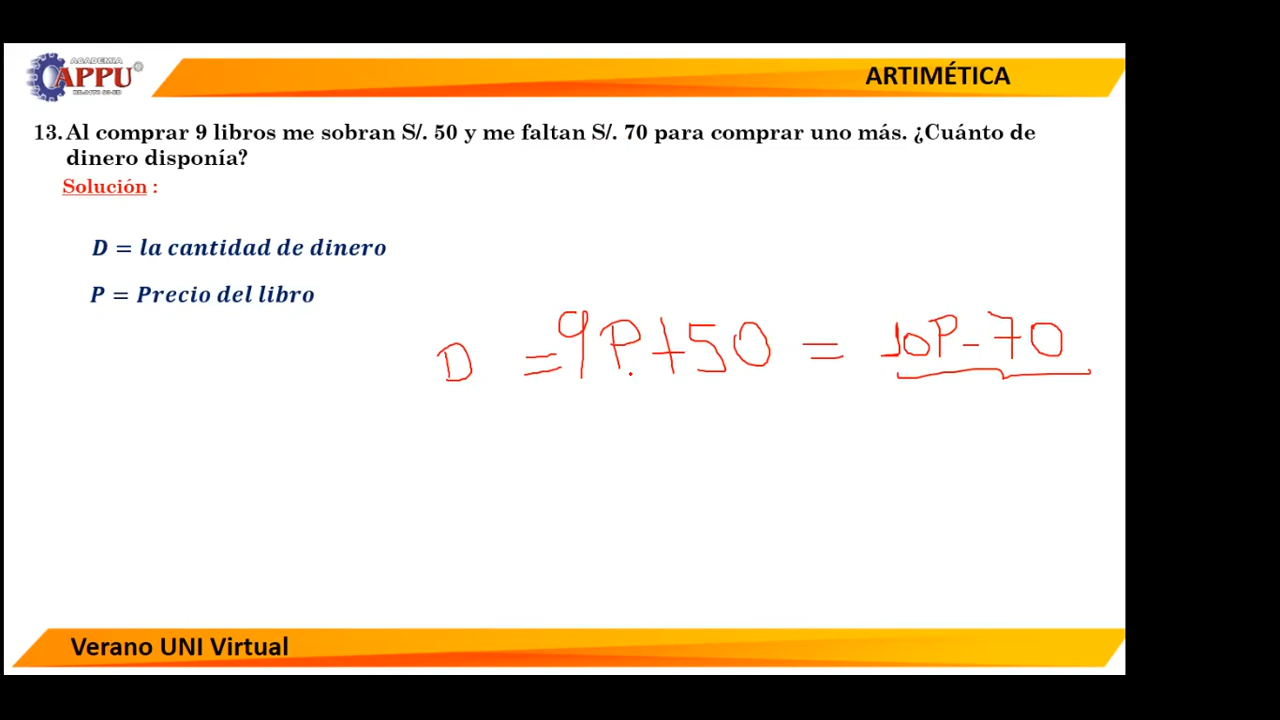 ACADEMIA
APPU
ARTIMÉTICA
13. Al comprar 9 libros me sobran S/. 50 y me faltan S/. 70 para comprar uno más. ¿Cuánto de
dinero disponía?
Solución :
D = la cantidad de dinero
P = Precio del libro
D = 9P + 50 = 10P - 70
Verano UNI Virtual